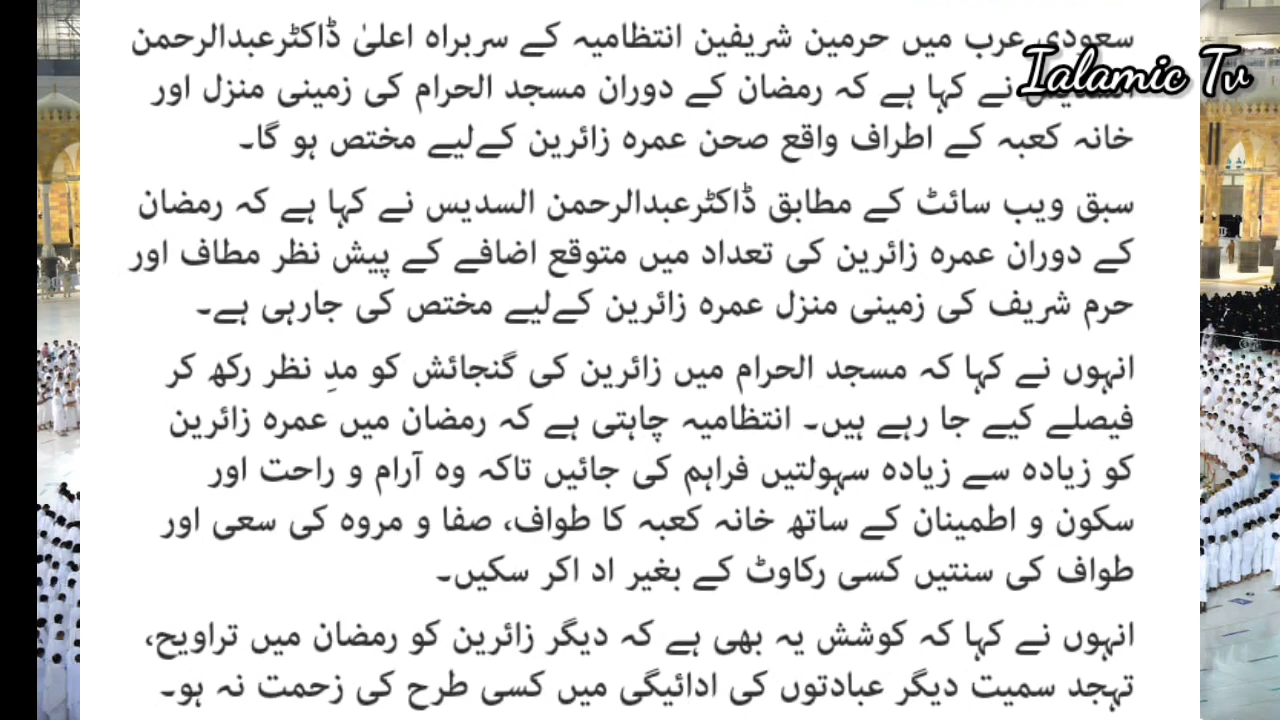 Ialamic Tv
سعودی عرب میں حرمین شریفین انتظامیہ کے سربراہ اعلیٰ ڈاکٹرعبدالرحمن
نے کہا ہے کہ رمضان کے دوران مسجد الحرام کی زمینی منزل اور
خانہ کعبہ کے اطراف واقع صحن عمرہ زائرین کےلیے مختص ہو گا۔
سبق ویب سائٹ کے مطابق ڈاکٹرعبدالرحمن السدیس نے کہا ہے کہ رمضان
کے دوران عمرہ زائرین کی تعداد میں متوقع اضافے کے پیش نظر مطاف اور
حرم شریف کی زمینی منزل عمرہ زائرین کےلیے مختص کی جارہی ہے۔
انہوں نے کہا کہ مسجد الحرام میں زائرین کی گنجائش کو مدِ نظر رکھ کر
فیصلے کیے جا رہے ہیں۔ انتظامیہ چاہتی ہے کہ رمضان میں عمرہ زائرین
کو زیادہ سے زیادہ سہولتیں فراہم کی جائیں تاکہ وہ آرام و راحت اور
سکون و اطمینان کے ساتھ خانہ کعبہ کا طواف، صفا و مروہ کی سعی اور
طواف کی سنتیں کسی رکاوٹ کے بغیر اد اکر سکیں۔
انہوں نے کہا کہ کوشش یہ بھی ہے کہ دیگر زائرین کو رمضان میں تراویح،
تہجد سمیت دیگر عبادتوں کی ادائیگی میں کسی طرح کی زحمت نہ ہو۔